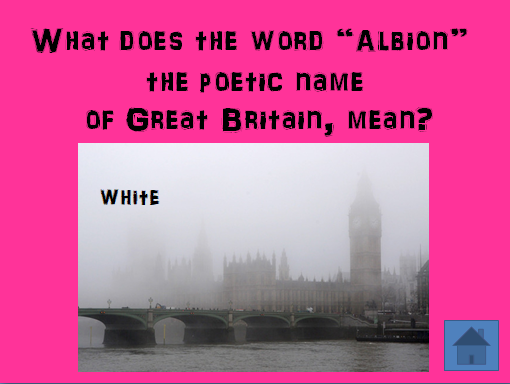 What does the word “Albion”
the poetic name
of Great Britain, mean?
White